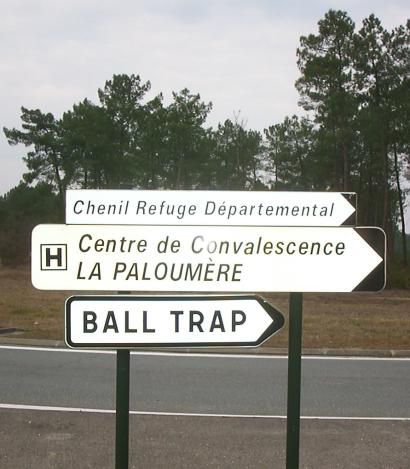 Chenil Refuge Départemental
H Centre de Convalescence
LA PALOUMÈRE
BALL TRAP